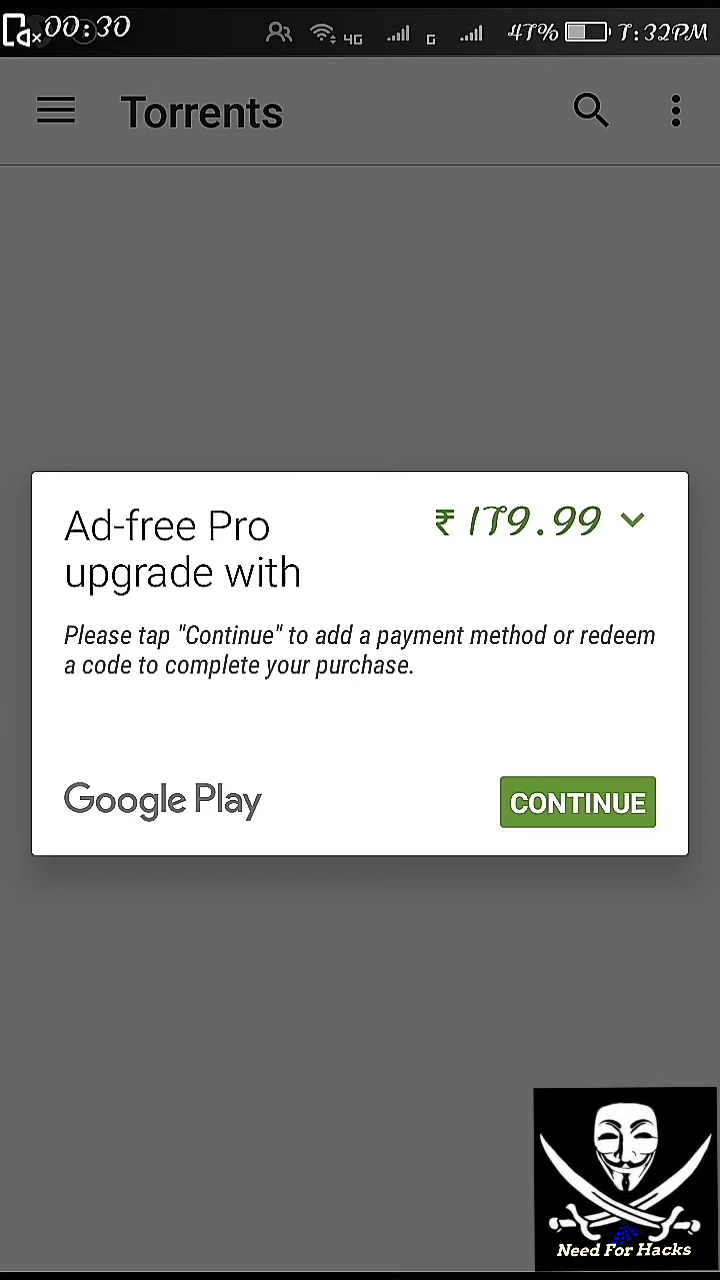 00:30 4G G 47% 7:32PM
Torrents
Ad-free Pro
upgrade with
₹ 179.99
Please tap "Continue" to add a payment method or redeem
a code to complete your purchase.
Google Play
CONTINUE
Need For Hacks